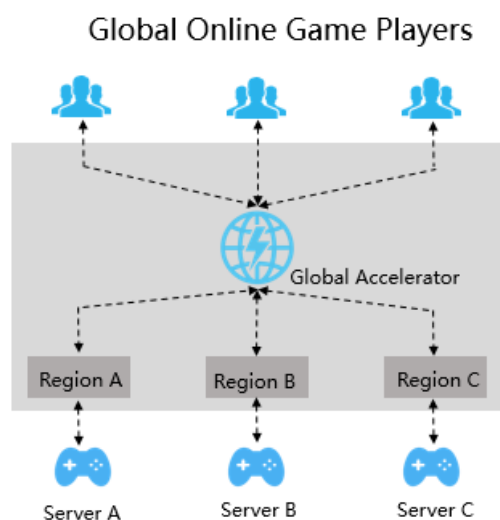 Global Online Game Players
Global Accelerator
Region A
Region B
Region C
Server A
Server B
Server C